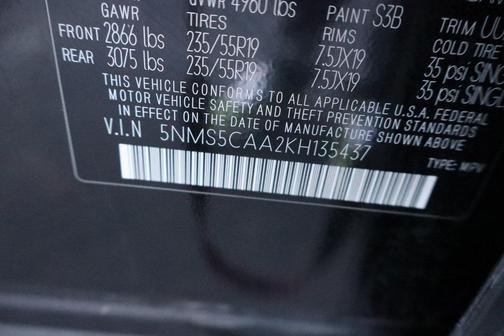 GAWR GVWR 4960 lbs PAINT S3B TRIM
TIRES RIMS COLD TIRE
FRONT 2866 lbs 235/55R19 7.5JX19 35 psi SINGLE
REAR 3075 lbs 235/55R19 7.5JX19 35 psi SINGLE
THIS VEHICLE CONFORMS TO ALL APPLICABLE U.S.A. FEDERAL
MOTOR VEHICLE SAFETY AND THEFT PREVENTION STANDARDS
IN EFFECT ON THE DATE OF MANUFACTURE SHOWN ABOVE
V.I.N 5NMS5CAA2KH135437
TYPE: MPV